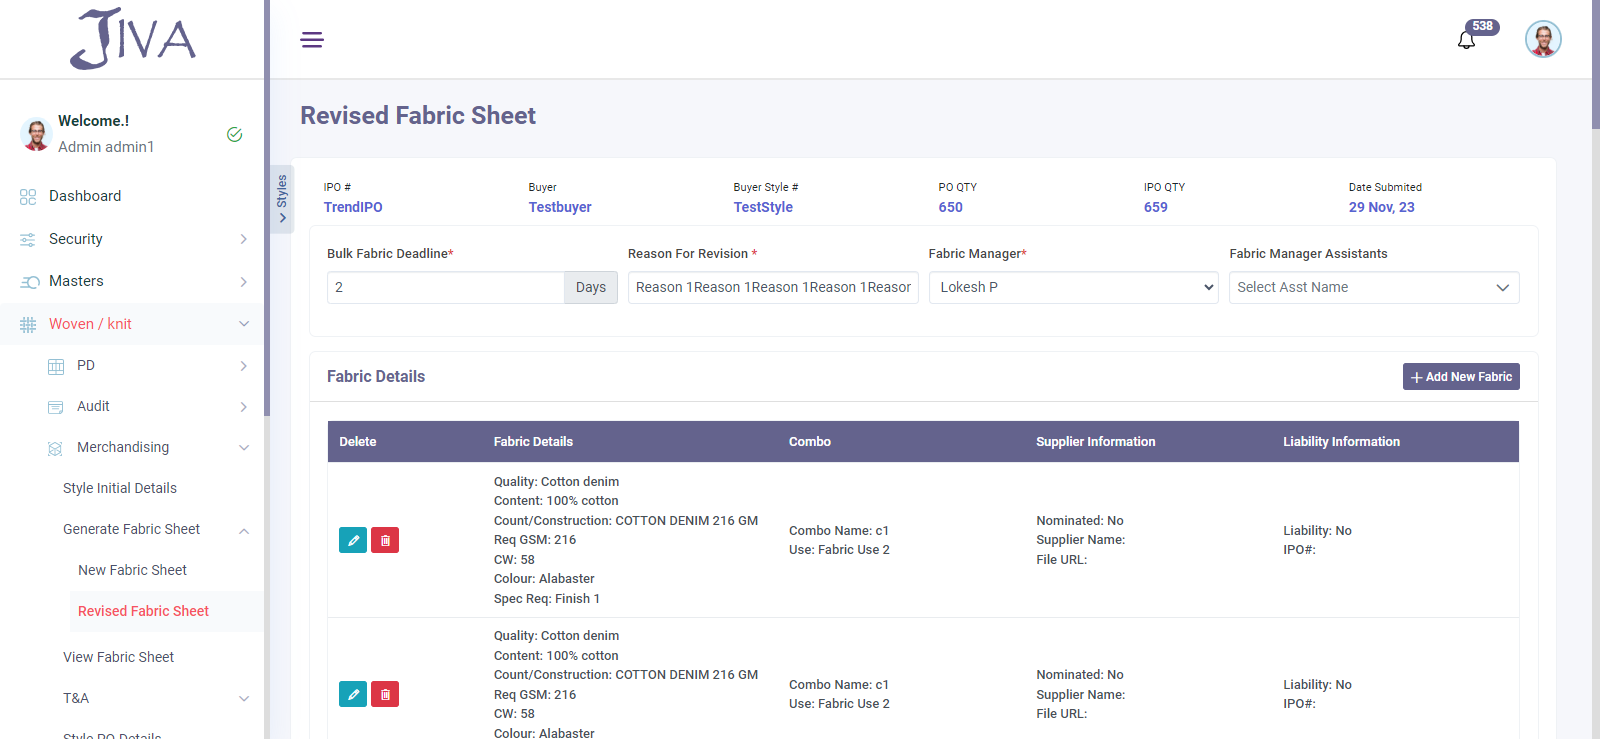 JIVA
538
Welcome.!
Admin admin1
Dashboard
Security
Masters
Woven / knit
PD
Audit
Merchandising
Style Initial Details
Generate Fabric Sheet
New Fabric Sheet
Revised Fabric Sheet
View Fabric Sheet
T&A
Style PO Details
Styles
Revised Fabric Sheet
IPO # Buyer Buyer Style # PO QTY IPO QTY Date Submited
TrendIPO Testbuyer TestStyle 650 659 29 Nov, 23
Bulk Fabric Deadline* Reason For Revision * Fabric Manager* Fabric Manager Assistants
2 Days Reason 1Reason 1Reason 1Reason 1Reasor Lokesh P Select Asst Name
Fabric Details
+ Add New Fabric
Delete Fabric Details Combo Supplier Information Liability Information
Quality: Cotton denim
Content: 100% cotton
Count/Construction: COTTON DENIM 216 GM
Req GSM: 216
CW: 58
Colour: Alabaster
Spec Req: Finish 1
Combo Name: c1
Use: Fabric Use 2
Nominated: No
Supplier Name:
File URL:
Liability: No
IPO#:
Quality: Cotton denim
Content: 100% cotton
Count/Construction: COTTON DENIM 216 GM
Req GSM: 216
CW: 58
Colour: Alabaster
Combo Name: c1
Use: Fabric Use 2
Nominated: No
Supplier Name:
File URL:
Liability: No
IPO#: